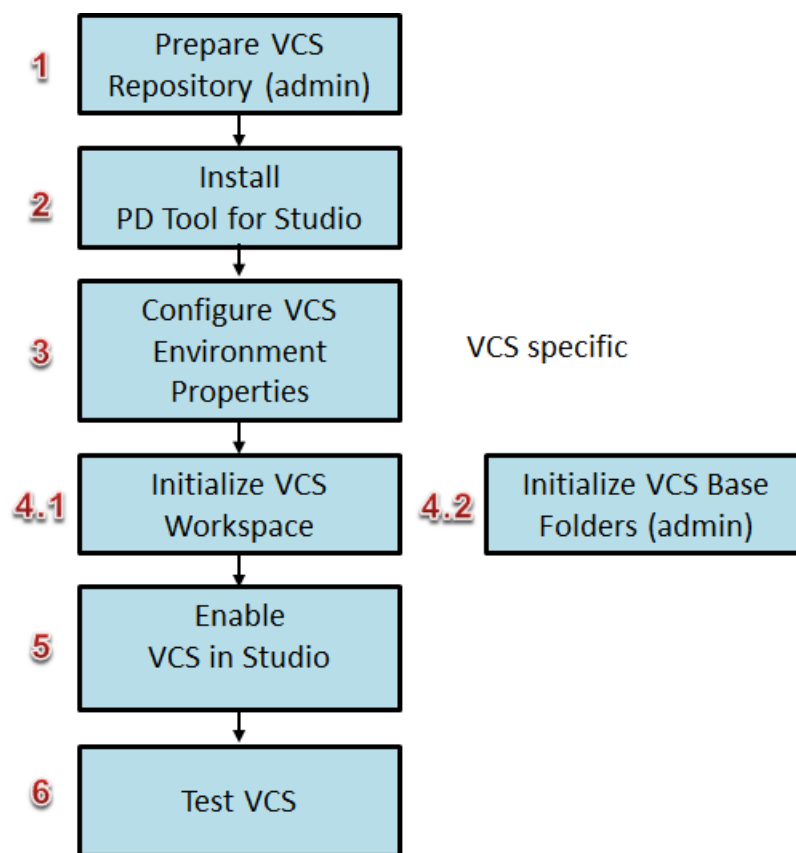 1
Prepare VCS
Repository (admin)
2
Install
PD Tool for Studio
3
Configure VCS
Environment
Properties
VCS specific
4.1
Initialize VCS
Workspace
4.2
Initialize VCS Base
Folders (admin)
5
Enable
VCS in Studio
6
Test VCS